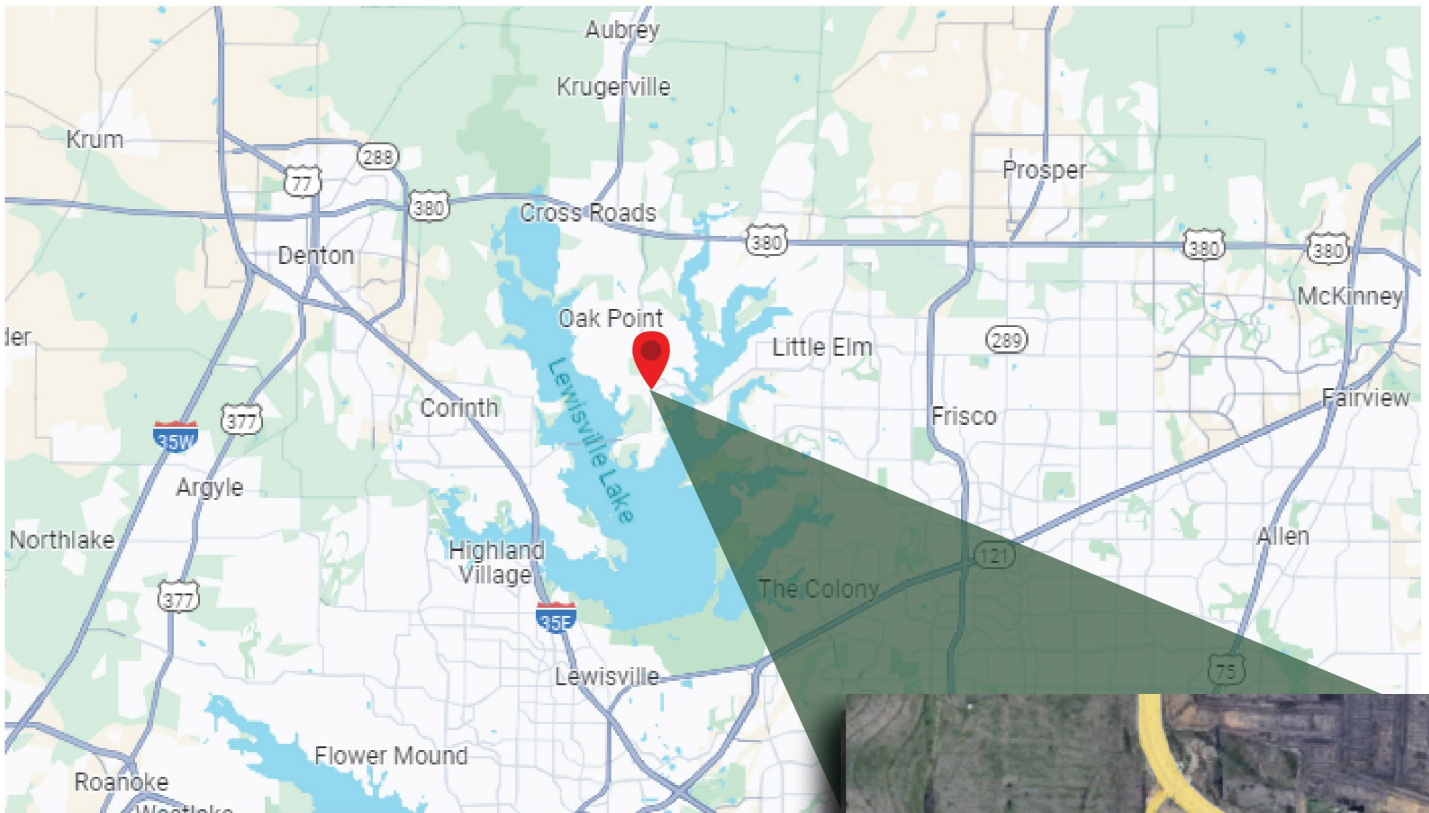 Aubrey
Krugerville
Krum
288
77
Prosper
380
Cross Roads
380
380
380
Denton
McKinney
Oak Point
289
Little Elm
Lewisville Lake
Fairview
Corinth
Frisco
377
35W
Argyle
Northlake
Allen
Highland
Village
121
The Colony
377
35E
Lewisville
75
Flower Mound
Roanoke
Westlake